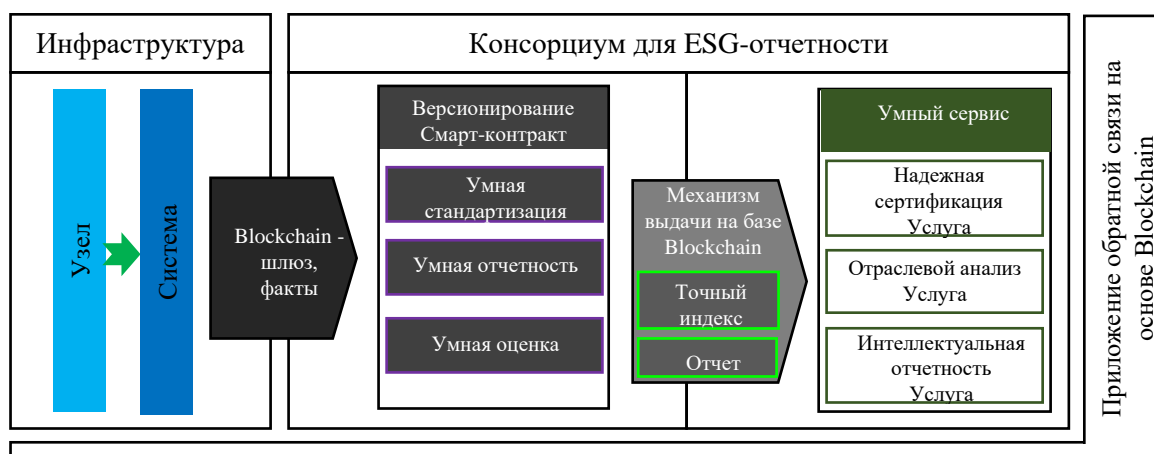 Инфраструктура
Консорциум для ESG-отчетности
Узел
Система
Blockchain -
шлюз,
факты
Версионирование
Смарт-контракт
Умная
стандартизация
Умная отчетность
Умная оценка
Механизм
выдачи на базе
Blockchain
Точный
индекс
Отчет
Умный сервис
Надежная
сертификация
Услуга
Отраслевой анализ
Услуга
Интеллектуальная
отчетность
Услуга
Приложение обратной связи на
основе Blockchain